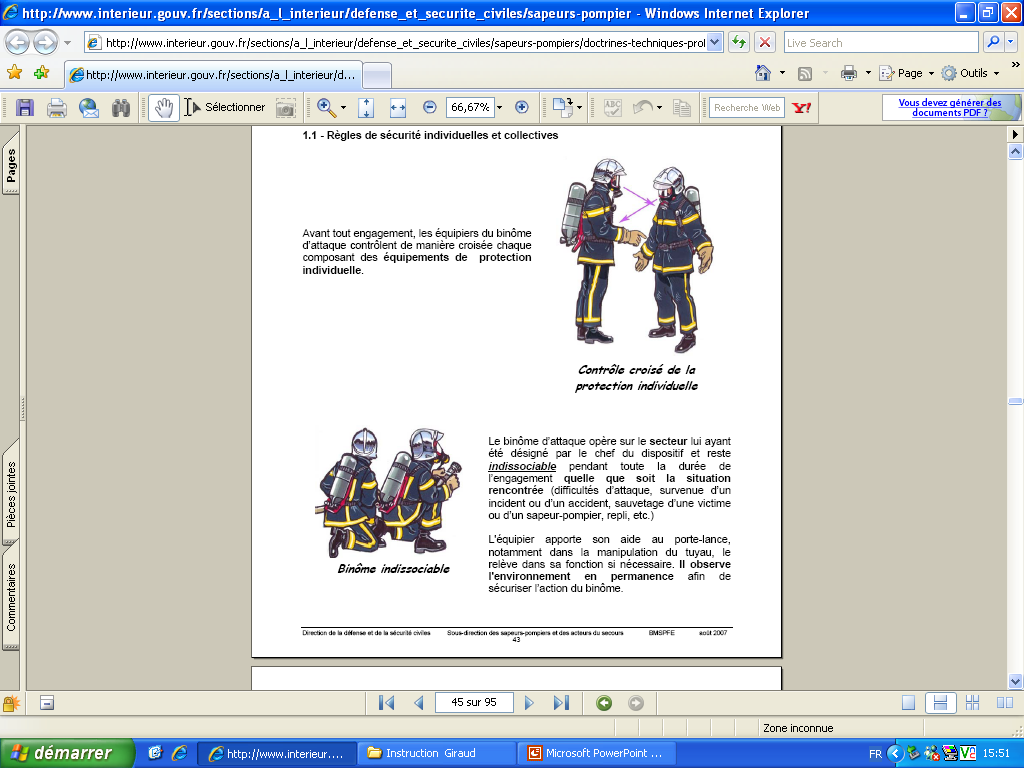 http://www.interieur.gouv.fr/sections/a_l_interieur/defense_et_securite_civiles/sapeurs-pompier - Windows Internet Explorer
http://www.interieur.gouv.fr/sections/a_l_interieur/defense_et_securite_civiles/sapeurs-pompiers/doctrines-techniques-prol
Live Search
http://www.interieur.gouv.fr/sections/a_l_interieur/d...
Page
Outils
Sélectionner
66,67%
ABC
Recherche Web
Y!
Vous devez générer des
documents PDF ?
Pages
Pièces jointes
Commentaires
1.1 - Règles de sécurité individuelles et collectives
Avant tout engagement, les équipiers du binôme
d'attaque contrôlent de manière croisée chaque
composant des équipements de protection
individuelle.
Contrôle croisé de la
protection individuelle
Le binôme d'attaque opère sur le secteur lui ayant
été désigné par le chef du dispositif et reste
indissociable pendant toute la durée de
l'engagement quelle que soit la situation
rencontrée (difficultés d'attaque, survenue d'un
incident ou d'un accident, sauvetage d'une victime
ou d'un sapeur-pompier, repli, etc.)
L'équipier apporte son aide au porte-lance,
notamment dans la manipulation du tuyau, le
relève dans sa fonction si nécessaire. Il observe
l'environnement en permanence afin de
sécuriser l'action du binôme.
Binôme indissociable
Direction de la défense et de la sécurité civiles Sous-direction des sapeurs-pompiers et des acteurs du secours BMSPFE août 2007
43
45 sur 95
Zone inconnue
démarrer
http://www.interieur....
Instruction Giraud
Microsoft PowerPoint ...
FR
15:51